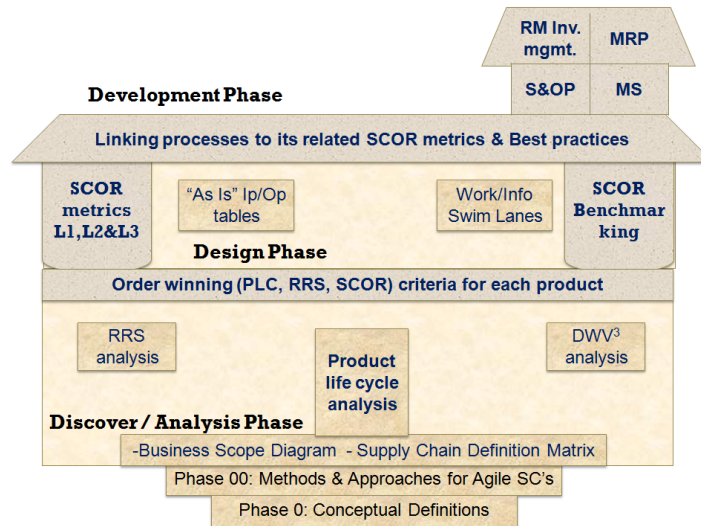 RM Inv.
mgmt.
MRP
S&OP
MS
Development Phase
Linking processes to its related SCOR metrics & Best practices
SCOR
metrics
L1,L2&L3
“As Is” Ip/Op
tables
Work/Info
Swim Lanes
SCOR
Benchmar
king
Design Phase
Order winning (PLC, RRS, SCOR) criteria for each product
RRS
analysis
Product
life cycle
analysis
DWV³
analysis
Discover / Analysis Phase
-Business Scope Diagram - Supply Chain Definition Matrix
Phase 00: Methods & Approaches for Agile SC’s
Phase 0: Conceptual Definitions